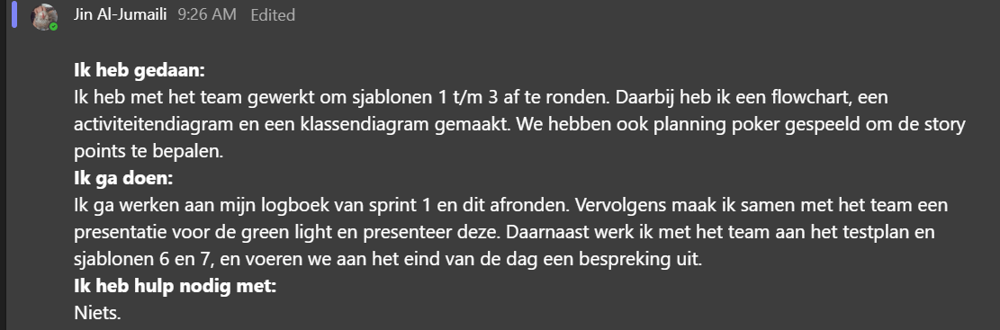 Jin Al-Jumaili 9:26 AM Edited
Ik heb gedaan:
Ik heb met het team gewerkt om sjablonen 1 t/m 3 af te ronden. Daarbij heb ik een flowchart, een
activiteitendiagram en een klassendiagram gemaakt. We hebben ook planning poker gespeeld om de story
points te bepalen.
Ik ga doen:
Ik ga werken aan mijn logboek van sprint 1 en dit afronden. Vervolgens maak ik samen met het team een
presentatie voor de green light en presenteer deze. Daarnaast werk ik met het team aan het testplan en
sjablonen 6 en 7, en voeren we aan het eind van de dag een bespreking uit.
Ik heb hulp nodig met:
Niets.